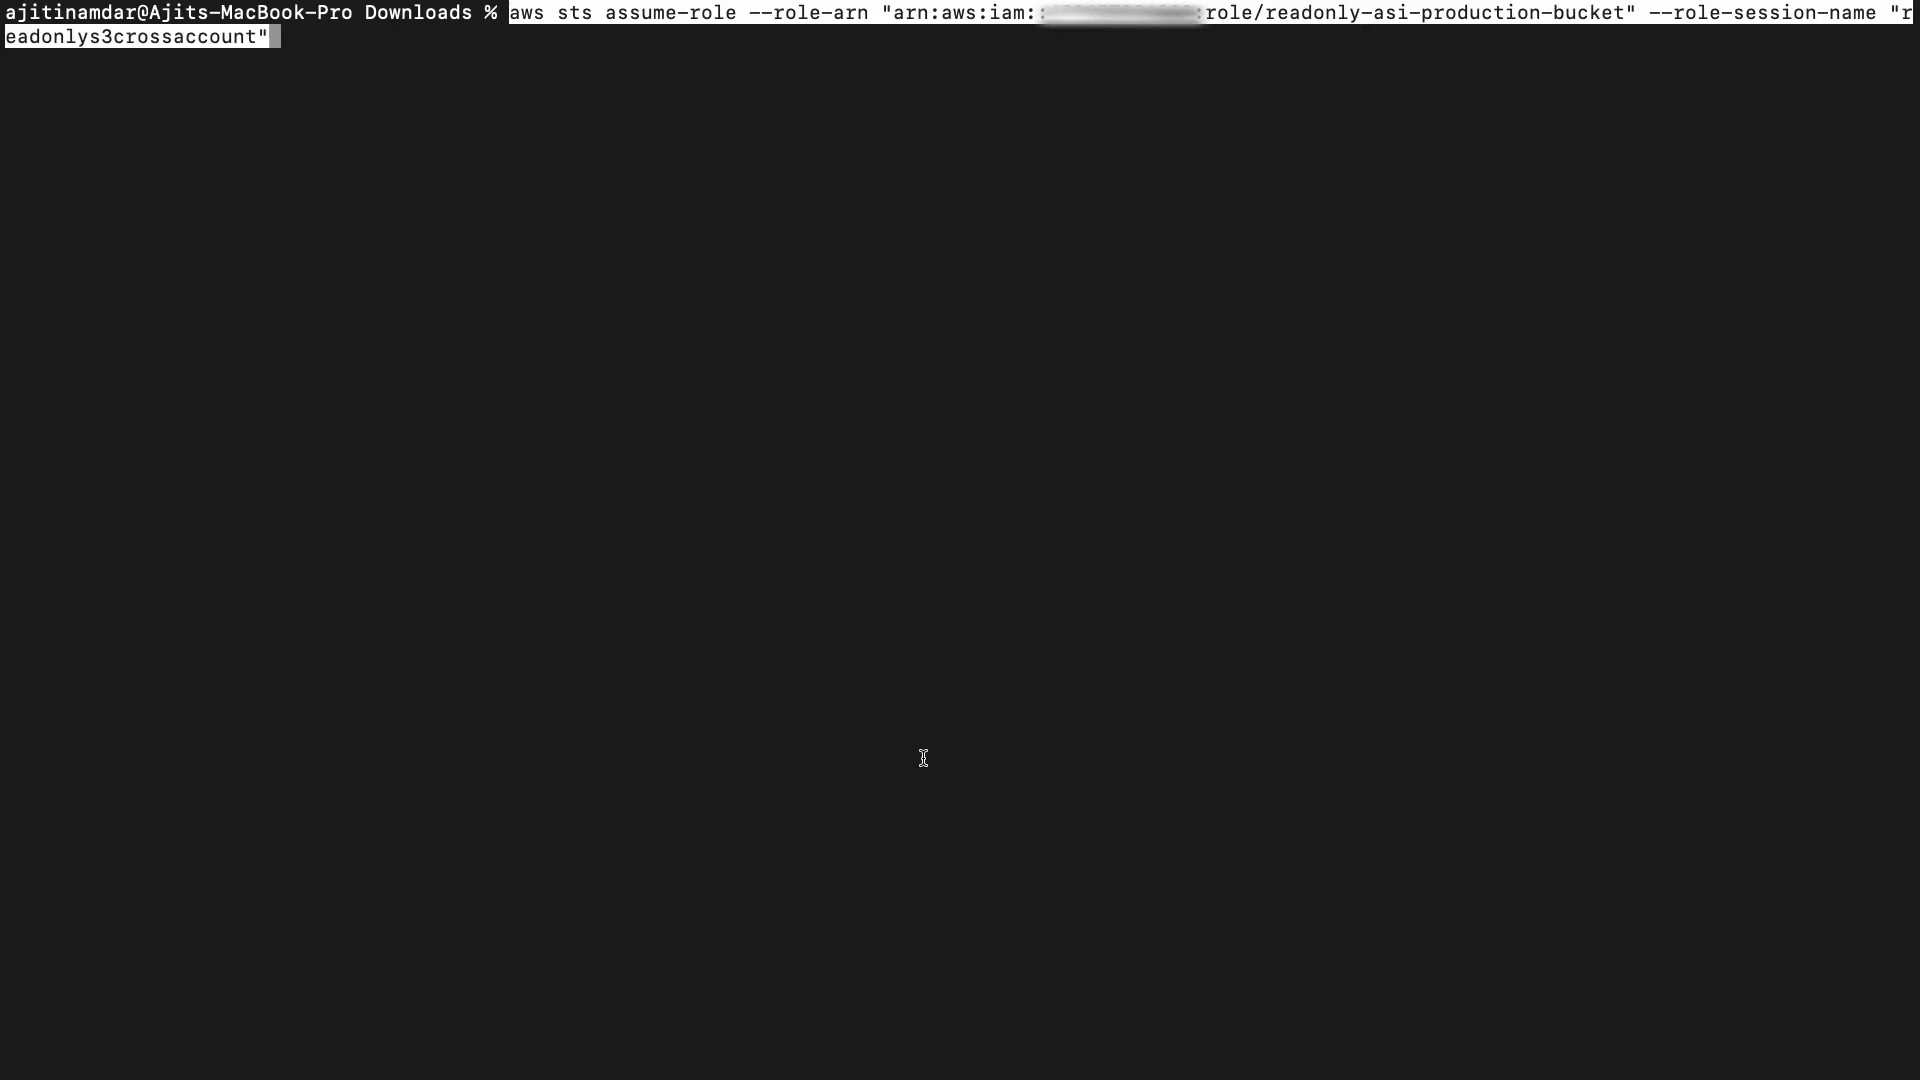 ajitinamdar@Ajits-MacBook-Pro Downloads % aws sts assume-role --role-arn "arn:aws:iam:::role/readonly-asi-production-bucket" --role-session-name "r
eadonlys3crossaccount"